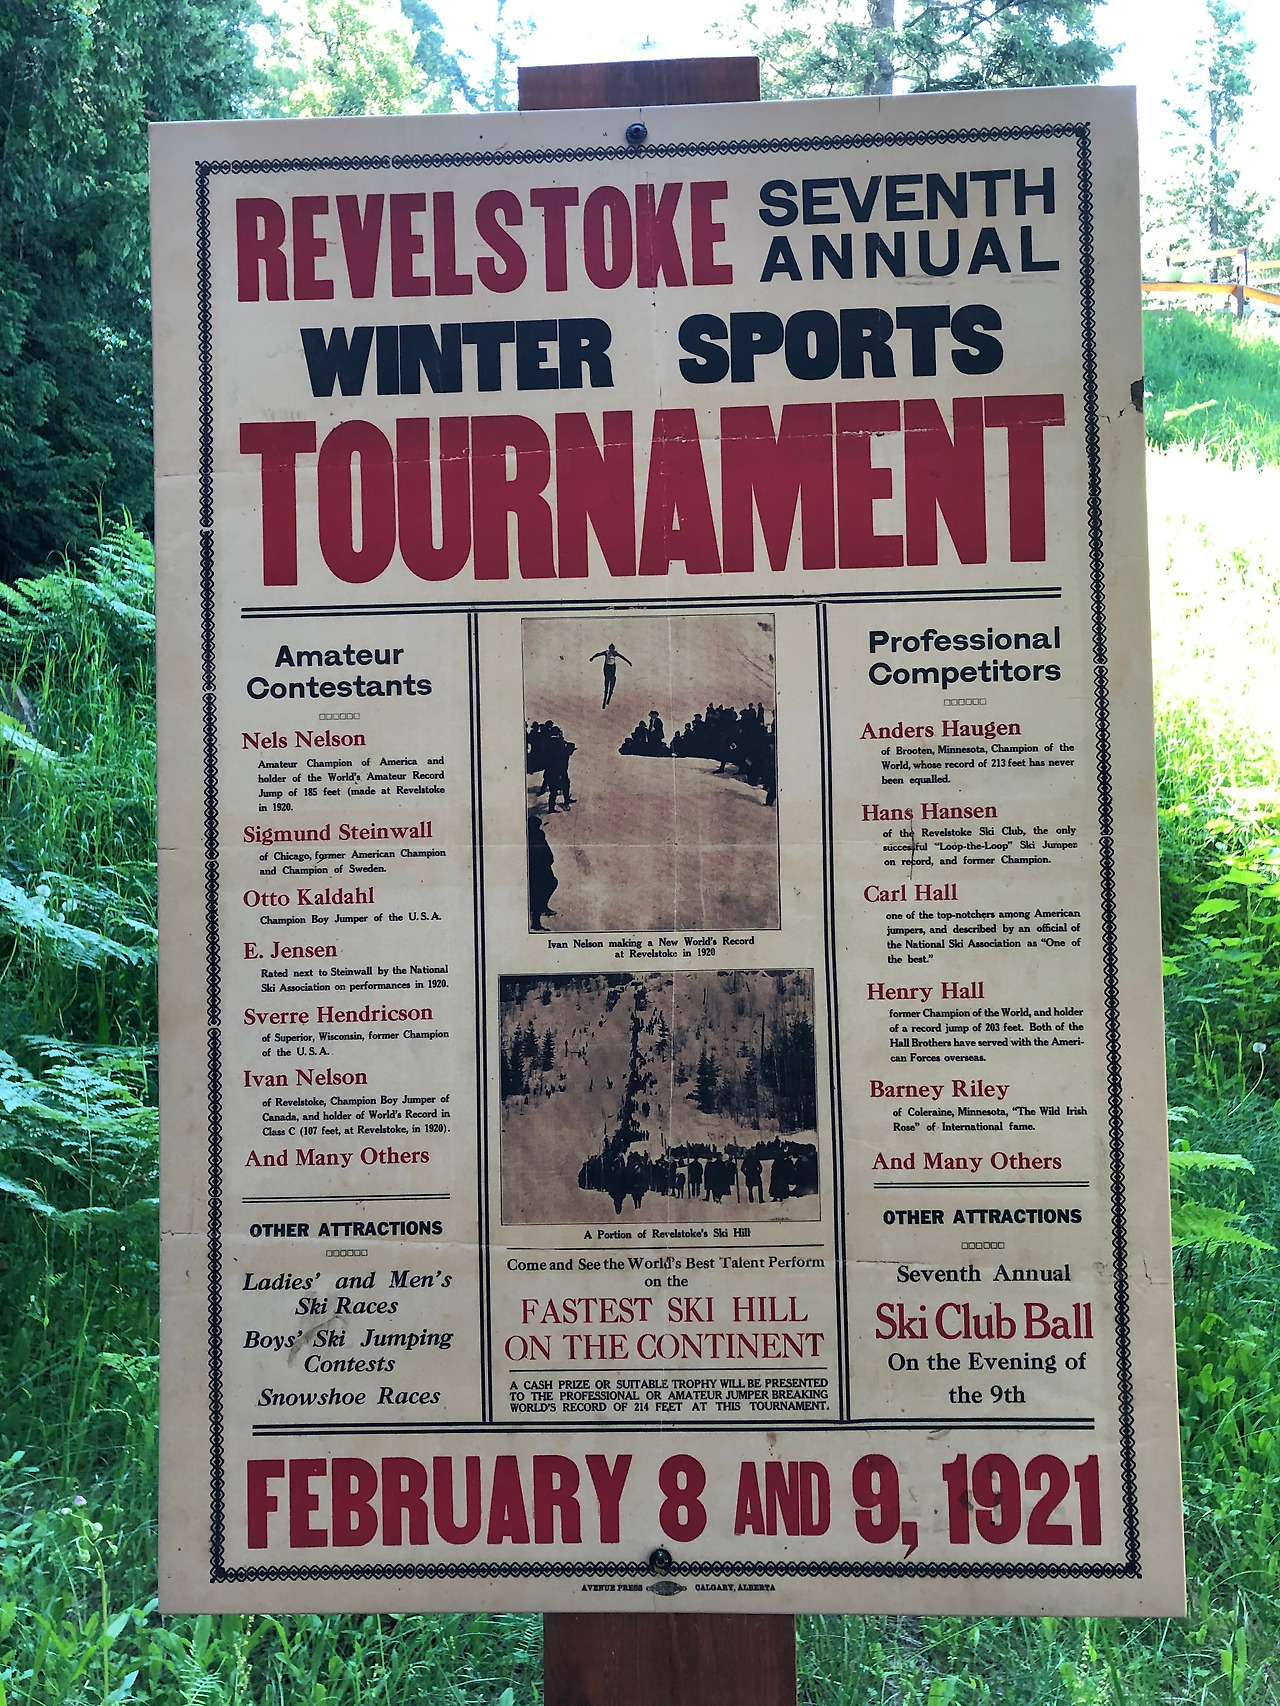 REVELSTOKE SEVENTH
ANNUAL
WINTER SPORTS
TOURNAMENT
Amateur
Contestants
Nels Nelson
Amateur Champion of America and
holder of the World's Amateur Record
Jump of 185 feet (made at Revelstoke
in 1920.
Sigmund Steinwall
of Chicago, former American Champion
and Champion of Sweden.
Otto Kaldahl
Champion Boy Jumper of the U.S.A.
E. Jensen
Rated next to Steinwall by the National
Ski Association on performances in 1920.
Sverre Hendricson
of Superior, Wisconsin, former Champion
of the U.S.A.
Ivan Nelson
of Revelstoke, Champion Boy Jumper of
Canada, and holder of World's Record in
Class C (107 feet, at Revelstoke, in 1920).
And Many Others
OTHER ATTRACTIONS
Ladies' and Men's
Ski Races
Boys' Ski Jumping
Contests
Snowshoe Races
Ivan Nelson making a New World's Record
at Revelstoke in 1920
A Portion of Revelstoke's Ski Hill
Come and See the World's Best Talent Perform
on the
FASTEST SKI HILL
ON THE CONTINENT
A CASH PRIZE OR SUITABLE TROPHY WILL BE PRESENTED
TO THE PROFESSIONAL OR AMATEUR JUMPER BREAKING
WORLD'S RECORD OF 214 FEET AT THIS TOURNAMENT.
Professional
Competitors
Anders Haugen
of Brooten, Minnesota, Champion of the
World, whose record of 213 feet has never
been equalled.
Hans Hansen
of the Revelstoke Ski Club, the only
successful "Loop-the-Loop" Ski Jumper
on record, and former Champion.
Carl Hall
one of the top-notchers among American
jumpers, and described by an official of
the National Ski Association as "One of
the best."
Henry Hall
former Champion of the World, and holder
of a record jump of 203 feet. Both of the
Hall Brothers have served with the Ameri-
can Forces overseas.
Barney Riley
of Coleraine, Minnesota, "The Wild Irish
Rose" of International fame.
And Many Others
OTHER ATTRACTIONS
Seventh Annual
Ski Club Ball
On the Evening of
the 9th
FEBRUARY 8 AND 9, 1921
AVENUE PRESS CALGARY, ALBERTA